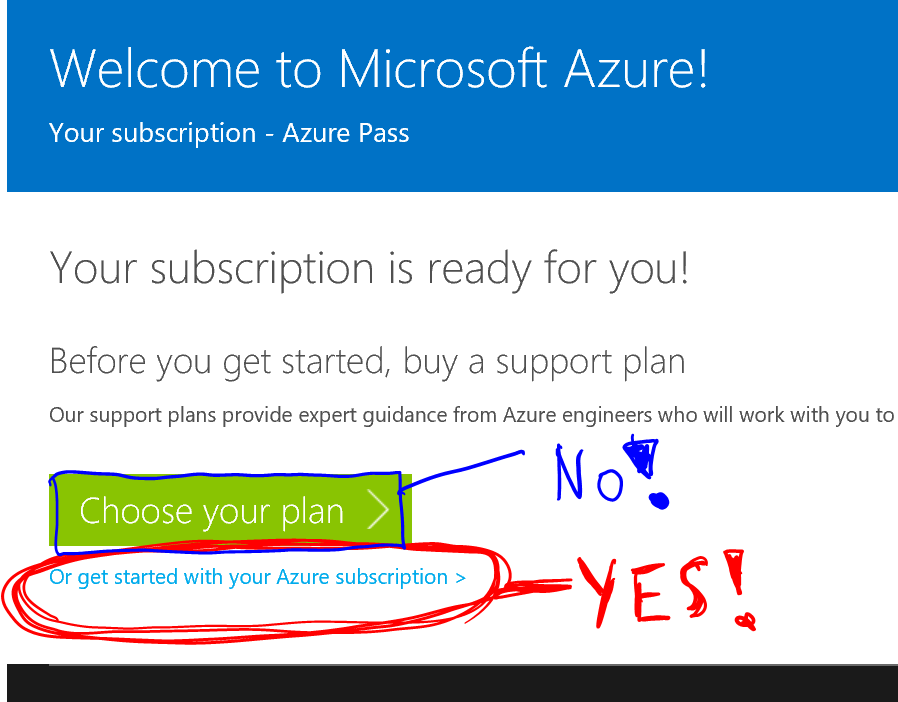 Welcome to Microsoft Azure!
Your subscription - Azure Pass
Your subscription is ready for you!
Before you get started, buy a support plan
Our support plans provide expert guidance from Azure engineers who will work with you to
No!
Choose your plan
Or get started with your Azure subscription >
YES!